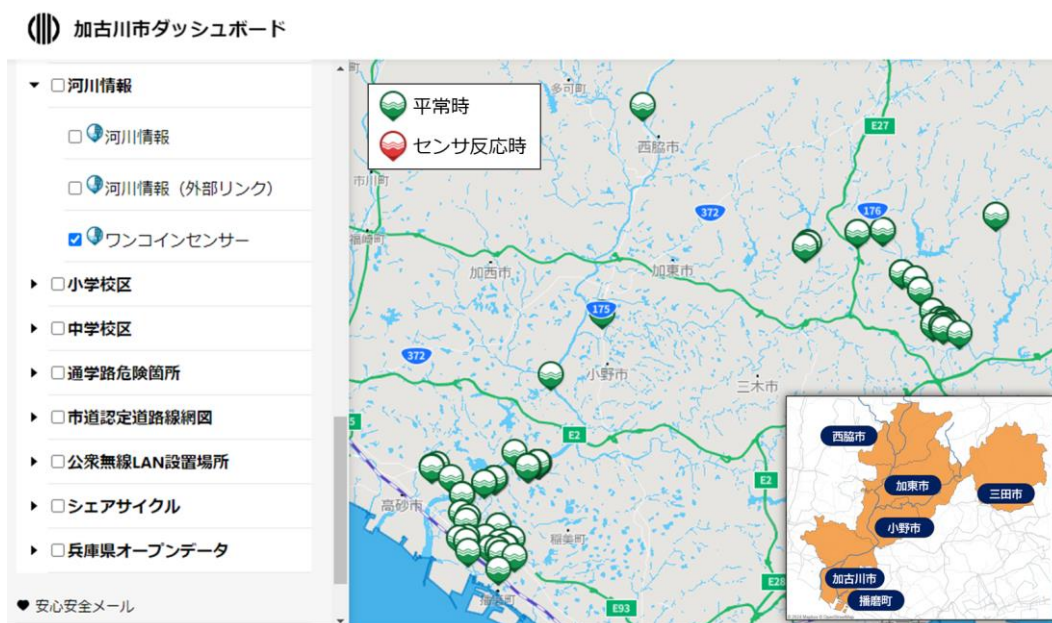 加古川市ダッシュボード
河川情報
河川情報
河川情報（外部リンク）
ワンコインセンサー
小学校区
中学校区
通学路危険箇所
市道認定道路線網図
公衆無線LAN設置場所
シェアサイクル
兵庫県オープンデータ
安心安全メール
平常時
センサ反応時
多可町
西脇市
E27
市川町
372
176
福崎町
加西市
加東市
175
372
小野市
三木市
E2
高砂市
E2
稲美町
播磨町
E93
E28
西脇市
加東市
三田市
小野市
加古川市
播磨町